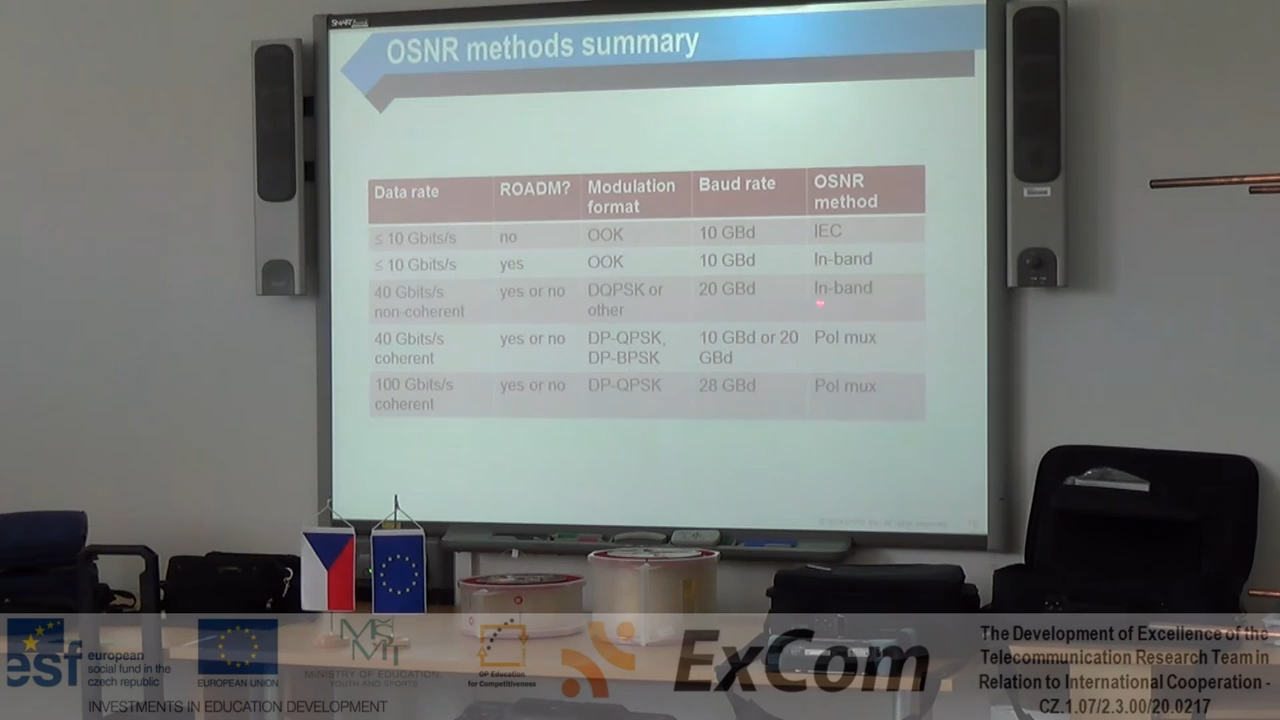 SMART
OSNR methods summary
Data rate ROADM? Modulation format Baud rate OSNR method
≤ 10 Gbits/s no OOK 10 GBd IEC
≤ 10 Gbits/s yes OOK 10 GBd In-band
40 Gbits/s non-coherent yes or no DQPSK or other 20 GBd In-band
40 Gbits/s coherent yes or no DP-QPSK, DP-BPSK 10 GBd or 20 GBd Pol mux
100 Gbits/s coherent yes or no DP-QPSK 28 GBd Pol mux
esf
european
social fund in the
czech republic
EUROPEAN UNION
MŠMT
MINISTRY OF EDUCATION,
YOUTH AND SPORTS
OP Education
for Competitiveness
INVESTMENTS IN EDUCATION DEVELOPMENT
ExCom
The Development of Excellence of the
Telecommunication Research Team in
Relation to International Cooperation -
CZ.1.07/2.3.00/20.0217